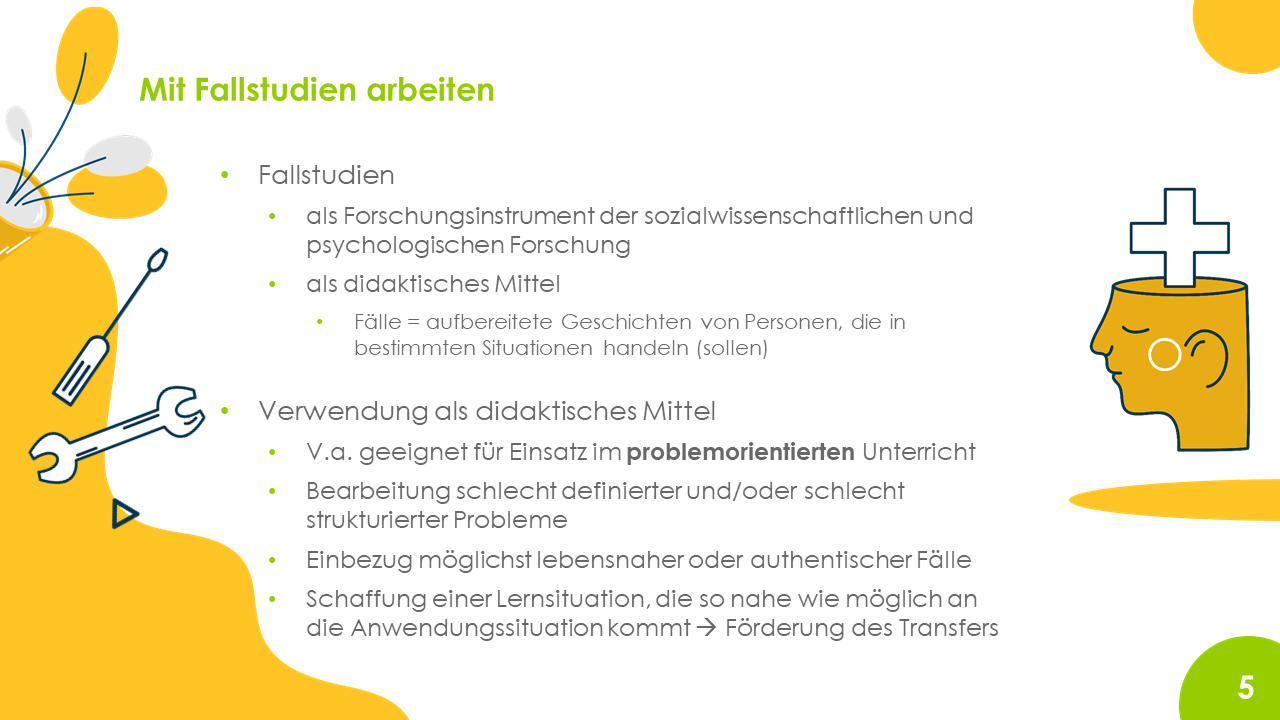 Mit Fallstudien arbeiten
• Fallstudien
• als Forschungsinstrument der sozialwissenschaftlichen und
psychologischen Forschung
• als didaktisches Mittel
• Fälle = aufbereitete Geschichten von Personen, die in
bestimmten Situationen handeln (sollen)
• Verwendung als didaktisches Mittel
• V.a. geeignet für Einsatz im problemorientierten Unterricht
• Bearbeitung schlecht definierter und/oder schlecht
strukturierter Probleme
• Einbezug möglichst lebensnaher oder authentischer Fälle
• Schaffung einer Lernsituation, die so nahe wie möglich an
die Anwendungssituation kommt → Förderung des Transfers
5